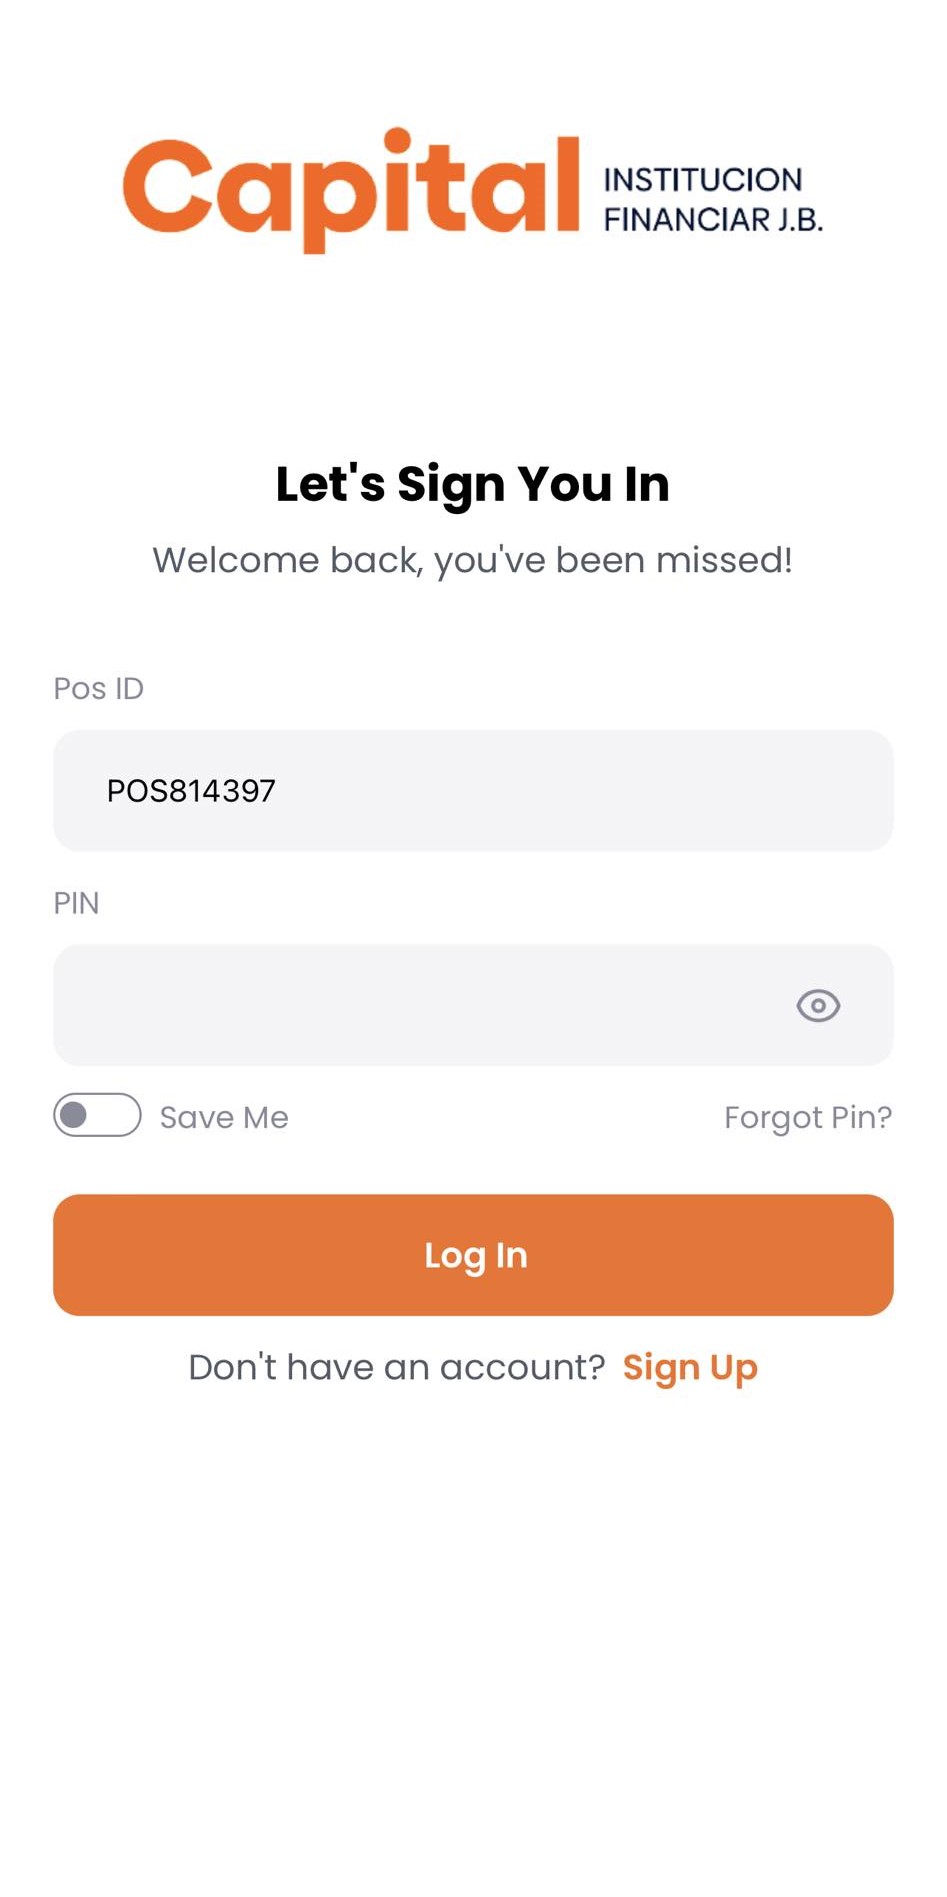 Capital INSTITUCION
FINANCIAR J.B.
Let's Sign You In
Welcome back, you've been missed!
Pos ID
POS814397
PIN
Save Me Forgot Pin?
Log In
Don't have an account? Sign Up